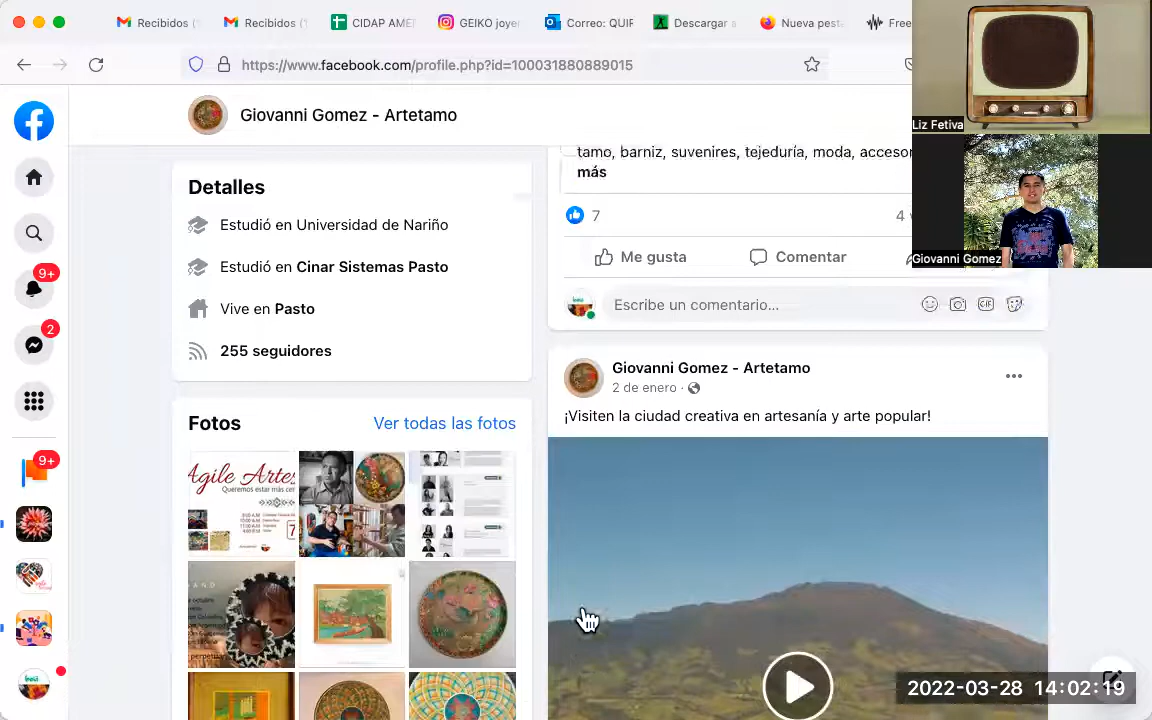 Recibidos (
Recibidos (
CIDAP AME
GEIKO joye
Correo: QUIF
Descargar
Nueva pest
Free
https://www.facebook.com/profile.php?id=100031880889015
Liz Fetiva
Giovanni Gomez
Giovanni Gomez - Artetamo
Detalles
Estudió en Universidad de Nariño
Estudió en Cinar Sistemas Pasto
Vive en Pasto
255 seguidores
Fotos
Ver todas las fotos
Agile Artes
Queremos estar más cer
tamo, barniz, suvenires, tejeduría, moda, accesor
más
7
4
Me gusta
Comentar
Escribe un comentario...
GIF
Giovanni Gomez - Artetamo
2 de enero ·
¡Visiten la ciudad creativa en artesanía y arte popular!
9+
2
9+
2022-03-28 14:02:19